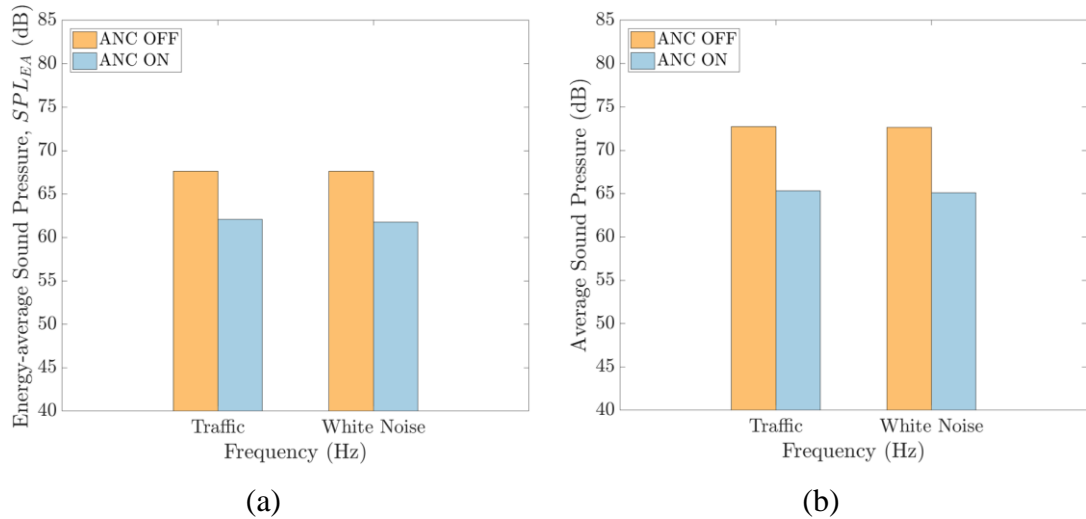 Energy-average Sound Pressure, SPL_EA (dB)
85
80
75
70
65
60
55
50
45
40
ANC OFF
ANC ON
Traffic
White Noise
Frequency (Hz)
(a)
Average Sound Pressure (dB)
85
80
75
70
65
60
55
50
45
40
ANC OFF
ANC ON
Traffic
White Noise
Frequency (Hz)
(b)